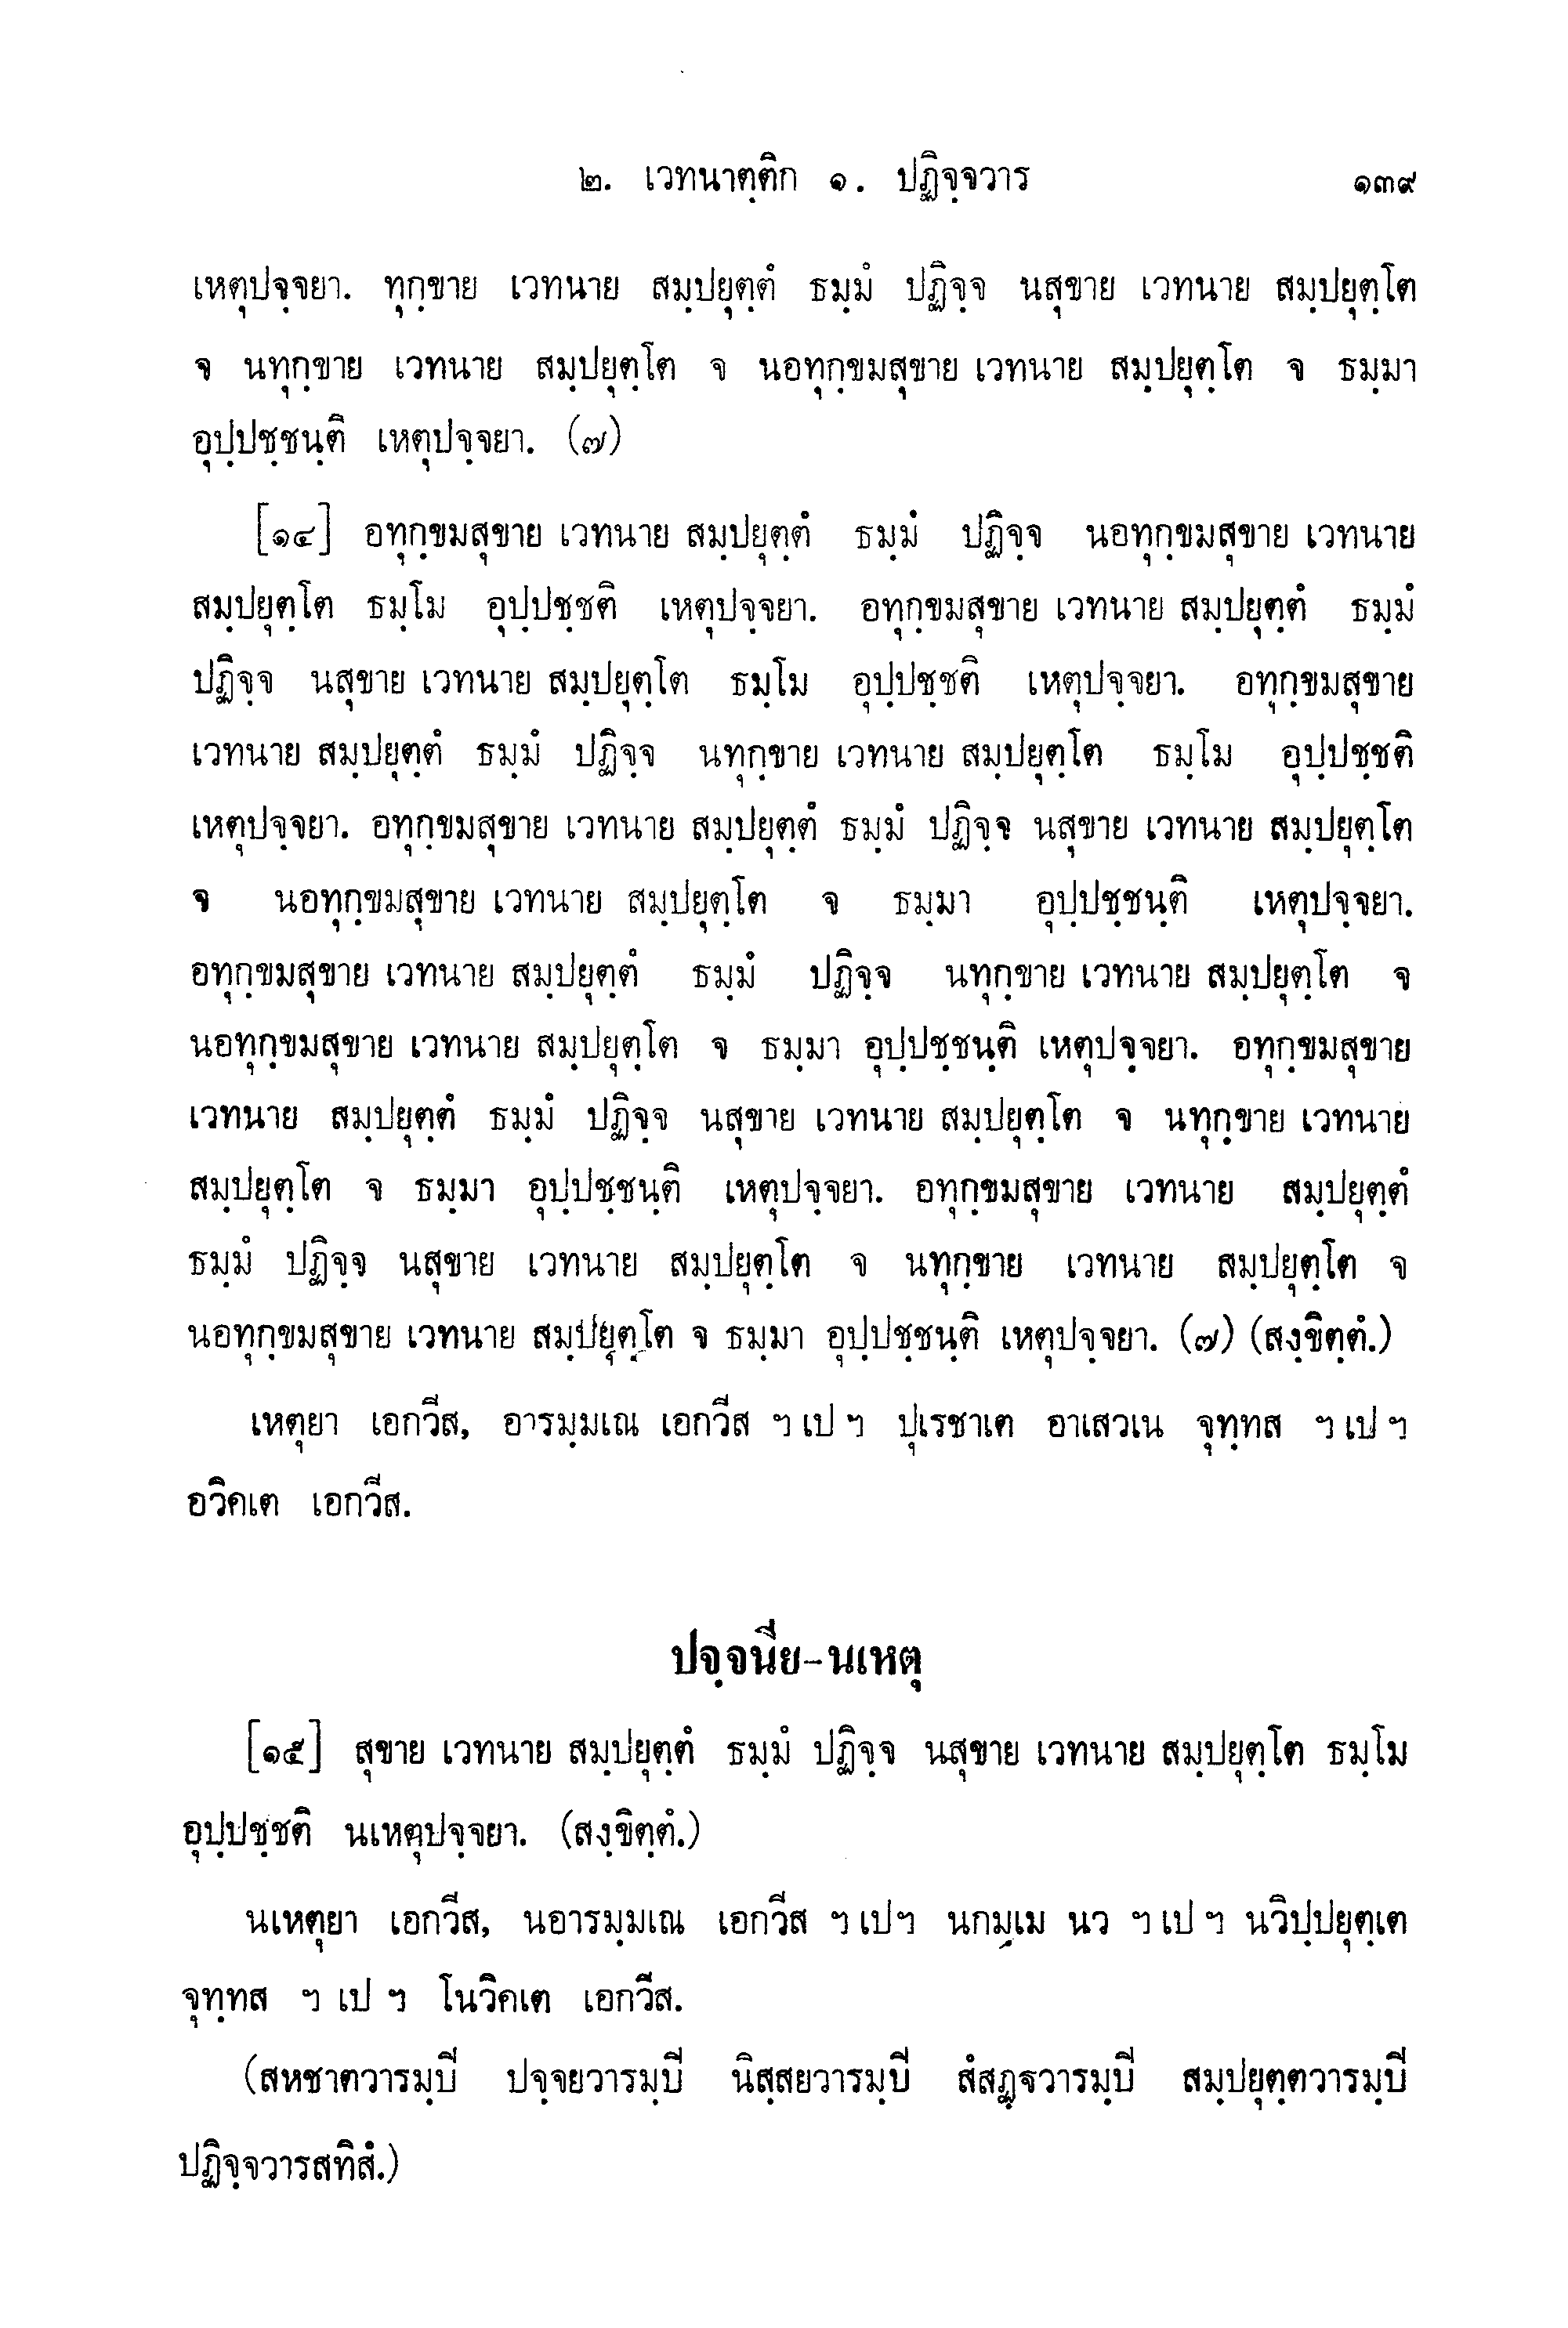 ๒. เวทนาตฺติก ๑. ปฏิจฺจวาร ๑๓๙
เหตุปจฺจยา. ทุกฺขาย เวทนาย สมฺปยุตฺตํ ธมฺมํ ปฏิจฺจ นสุขาย เวทนาย สมฺปยุตฺโต
จ นทุกฺขาย เวทนาย สมฺปยุตฺโต จ นอทุกฺขมสุขาย เวทนาย สมฺปยุตฺโต จ ธมฺมา
อุปฺปชฺชนฺติ เหตุปจฺจยา. (๗)
[๑๔] อทุกฺขมสุขาย เวทนาย สมฺปยุตฺตํ ธมฺมํ ปฏิจฺจ นอทุกฺขมสุขาย เวทนาย
สมฺปยุตฺโต ธมฺโม อุปฺปชฺชติ เหตุปจฺจยา. อทุกฺขมสุขาย เวทนาย สมฺปยุตฺตํ ธมฺมํ
ปฏิจฺจ นสุขาย เวทนาย สมฺปยุตฺโต ธมฺโม อุปฺปชฺชติ เหตุปจฺจยา. อทุกฺขมสุขาย
เวทนาย สมฺปยุตฺตํ ธมฺมํ ปฏิจฺจ นทุกฺขาย เวทนาย สมฺปยุตฺโต ธมฺโม อุปฺปชฺชติ
เหตุปจฺจยา. อทุกฺขมสุขาย เวทนาย สมฺปยุตฺตํ ธมฺมํ ปฏิจฺจ นสุขาย เวทนาย สมฺปยุตฺโต
จ นอทุกฺขมสุขาย เวทนาย สมฺปยุตฺโต จ ธมฺมา อุปฺปชฺชนฺติ เหตุปจฺจยา.
อทุกฺขมสุขาย เวทนาย สมฺปยุตฺตํ ธมฺมํ ปฏิจฺจ นทุกฺขาย เวทนาย สมฺปยุตฺโต จ
นอทุกฺขมสุขาย เวทนาย สมฺปยุตฺโต จ ธมฺมา อุปฺปชฺชนฺติ เหตุปจฺจยา. อทุกฺขมสุขาย
เวทนาย สมฺปยุตฺตํ ธมฺมํ ปฏิจฺจ นสุขาย เวทนาย สมฺปยุตฺโต จ นทุกฺขาย เวทนาย
สมฺปยุตฺโต จ ธมฺมา อุปฺปชฺชนฺติ เหตุปจฺจยา. อทุกฺขมสุขาย เวทนาย สมฺปยุตฺตํ
ธมฺมํ ปฏิจฺจ นสุขาย เวทนาย สมฺปยุตฺโต จ นทุกฺขาย เวทนาย สมฺปยุตฺโต จ
นอทุกฺขมสุขาย เวทนาย สมฺปยุตฺโต จ ธมฺมา อุปฺปชฺชนฺติ เหตุปจฺจยา. (๗) (สงฺขิตฺตํ.)
เหตุยา เอกวีส, อารมฺมเณ เอกวีส ฯ เป ฯ ปุเรชาเต อาเสวเน จุทฺทส ฯ เป ฯ
อวิคเต เอกวีส.
ปจฺจนีย-นเหตุ
[๑๕] สุขาย เวทนาย สมฺปยุตฺตํ ธมฺมํ ปฏิจฺจ นสุขาย เวทนาย สมฺปยุตฺโต ธมฺโม
อุปฺปชฺชติ นเหตุปจฺจยา. (สงฺขิตฺตํ.)
นเหตุยา เอกวีส, นอารมฺมเณ เอกวีส ฯ เป ฯ นกมฺเม นว ฯ เป ฯ นวิปฺปยุตฺเต
จุทฺทส ฯ เป ฯ โนวิคเต เอกวีส.
(สหชาตวารมฺปี ปจฺจยวารมฺปี นิสฺสยวารมฺปี สํสฏฺฐวารมฺปี สมฺปยุตฺตวารมฺปี
ปฏิจฺจวารสทิสํ.)